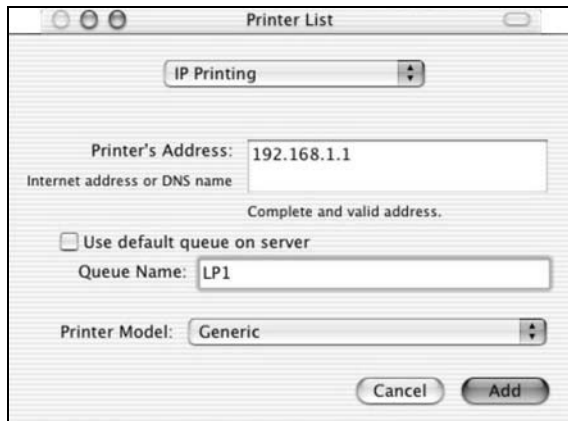 Printer List
IP Printing
Printer's Address: 192.168.1.1
Internet address or DNS name
Complete and valid address.
Use default queue on server
Queue Name: LP1
Printer Model: Generic
Cancel Add